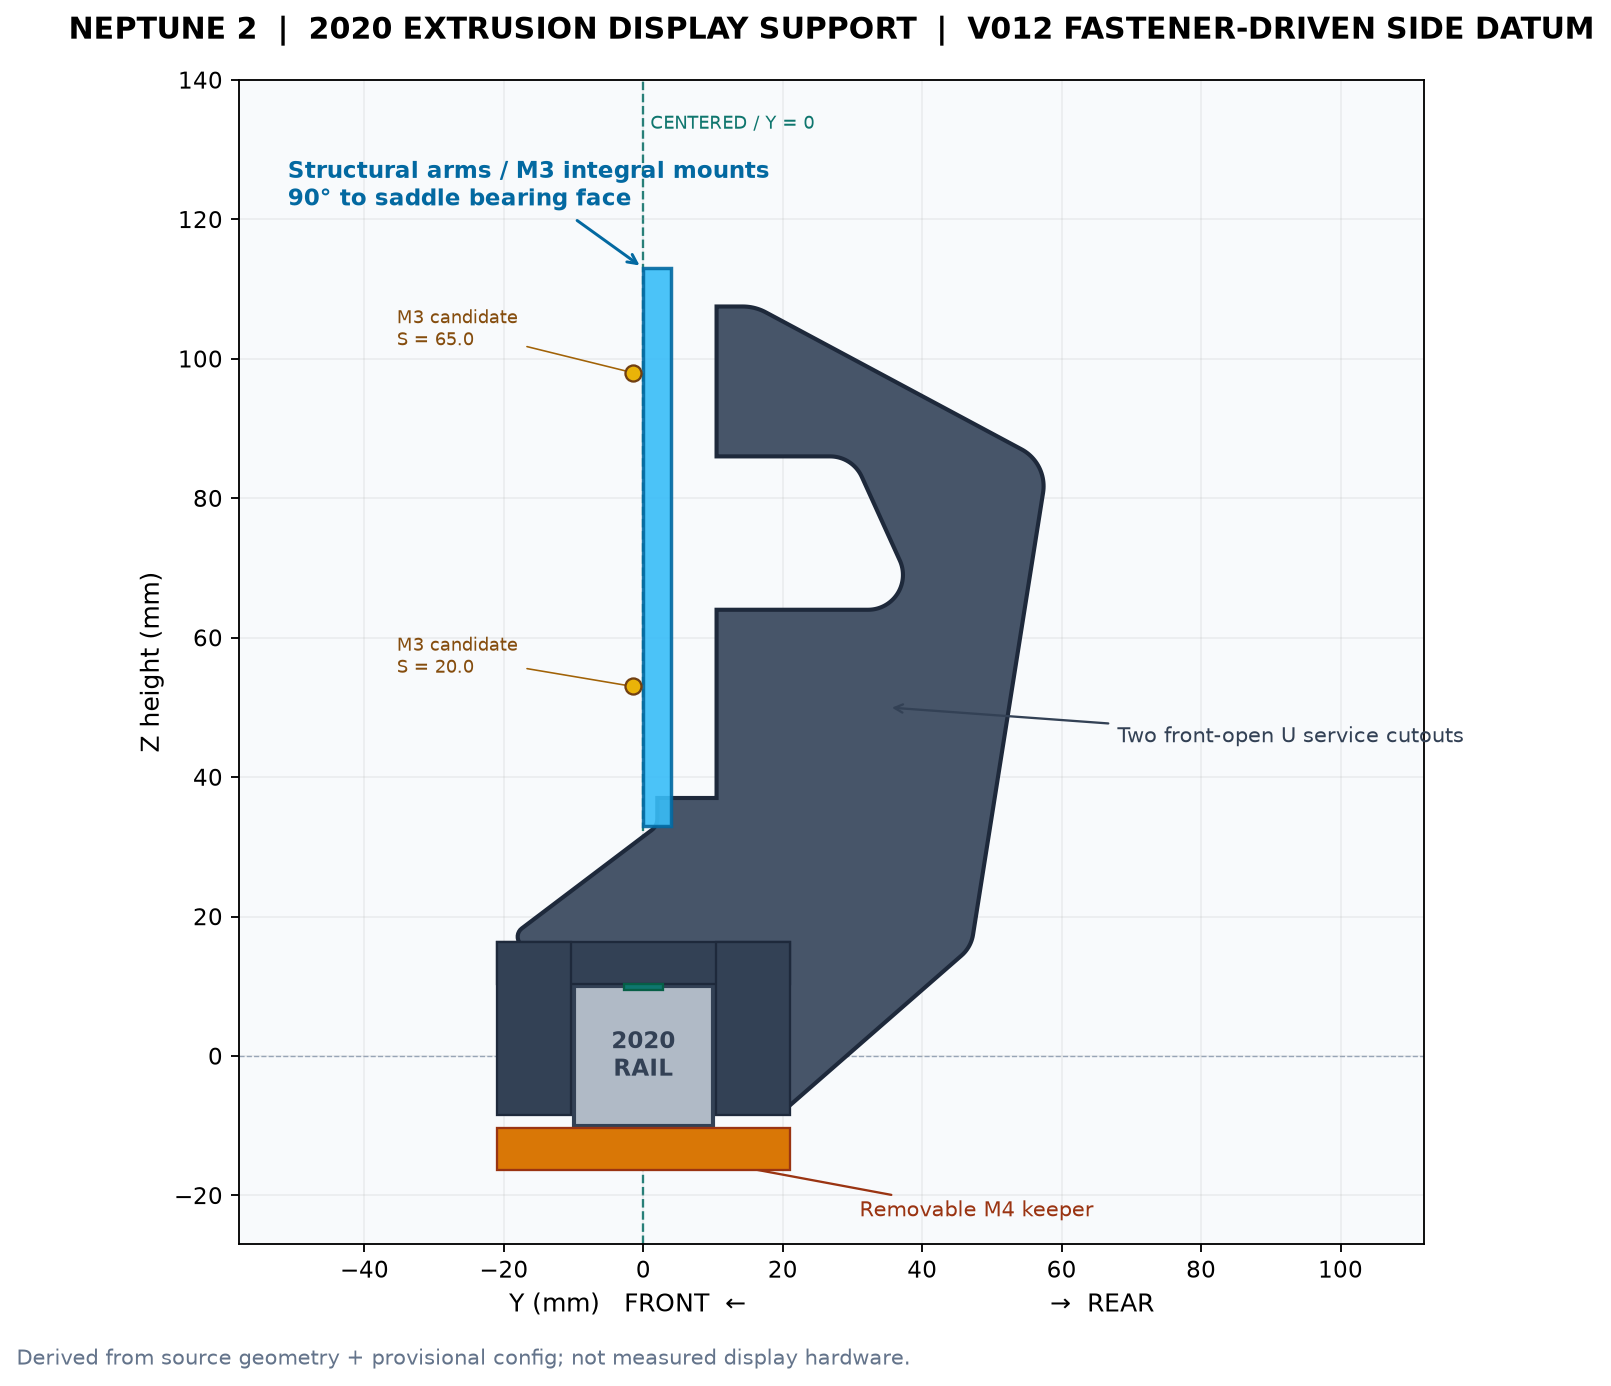 NEPTUNE 2 | 2020 EXTRUSION DISPLAY SUPPORT | V012 FASTENER-DRIVEN SIDE DATUM
140
CENTERED / Y = 0
Structural arms / M3 integral mounts
90° to saddle bearing face
120
M3 candidate
S = 65.0
100
80
Z height (mm)
60
M3 candidate
S = 20.0
Two front-open U service cutouts
40
20
2020
RAIL
0
−20
Removable M4 keeper
−40
−20
0
20
40
60
80
100
Y (mm) FRONT ← → REAR
Derived from source geometry + provisional config; not measured display hardware.